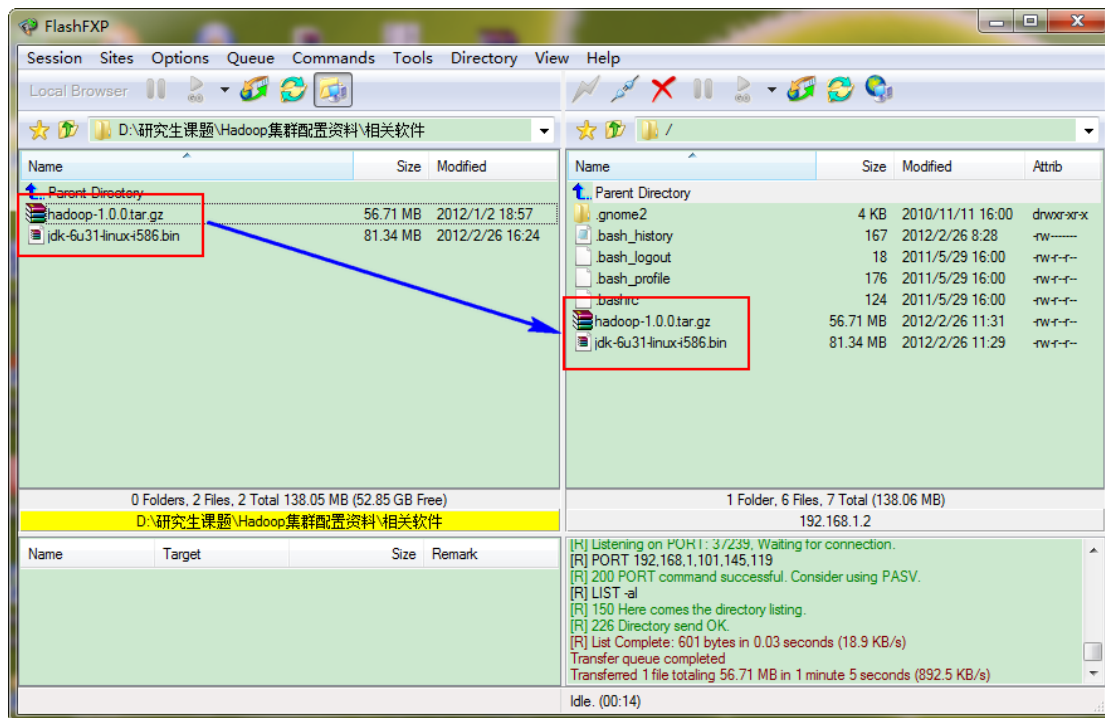 FlashFXP
Session Sites Options Queue Commands Tools Directory View Help
Local Browser
D:\研究生课题\Hadoop集群配置资料\相关软件
/
Name Size Modified
Parent Directory
hadoop-1.0.0.tar.gz 56.71 MB 2012/1/2 18:57
jdk-6u31-linux-i586.bin 81.34 MB 2012/2/26 16:24
Name Size Modified Attrib
Parent Directory
.gnome2 4 KB 2010/11/11 16:00 drwxr-xr-x
.bash_history 167 2012/2/26 8:28 -rw-------
.bash_logout 18 2011/5/29 16:00 -rw-r--r--
.bash_profile 176 2011/5/29 16:00 -rw-r--r--
.bashrc 124 2011/5/29 16:00 -rw-r--r--
hadoop-1.0.0.tar.gz 56.71 MB 2012/2/26 11:31 -rw-r--r--
jdk-6u31-linux-i586.bin 81.34 MB 2012/2/26 11:29 -rw-r--r--
0 Folders, 2 Files, 2 Total 138.05 MB (52.85 GB Free)
D:\研究生课题\Hadoop集群配置资料\相关软件
1 Folder, 6 Files, 7 Total (138.06 MB)
192.168.1.2
Name Target Size Remark
[R] Listening on PORT: 37239, Waiting for connection.
[R] PORT 192,168,1,101,145,119
[R] 200 PORT command successful. Consider using PASV.
[R] LIST -al
[R] 150 Here comes the directory listing.
[R] 226 Directory send OK.
[R] List Complete: 601 bytes in 0.03 seconds (18.9 KB/s)
Transfer queue completed
Transferred 1 file totaling 56.71 MB in 1 minute 5 seconds (892.5 KB/s)
Idle. (00:14)